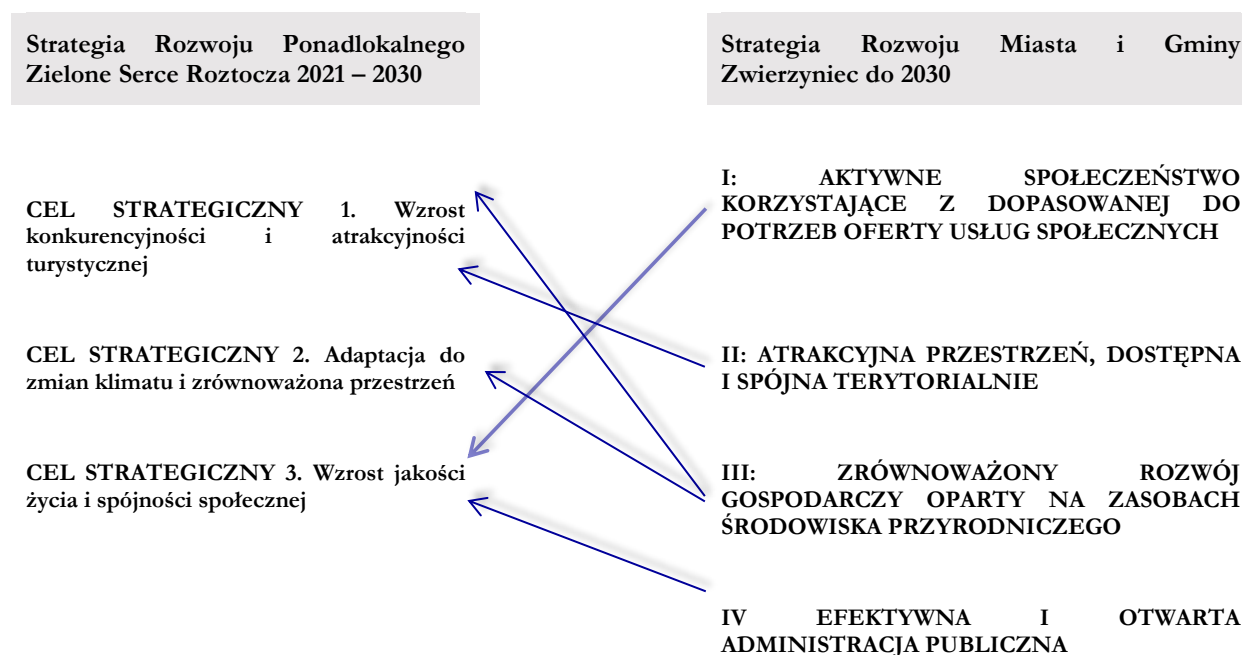 Strategia Rozwoju Ponadlokalnego
Zielone Serce Roztocza 2021 – 2030
CEL STRATEGICZNY 1. Wzrost
konkurencyjności i atrakcyjności
turystycznej
CEL STRATEGICZNY 2. Adaptacja do
zmian klimatu i zrównoważona przestrzeń
CEL STRATEGICZNY 3. Wzrost jakości
życia i spójności społecznej
Strategia Rozwoju Miasta i Gminy
Zwierzyniec do 2030
I: AKTYWNE SPOŁECZEŃSTWO
KORZYSTAJĄCE Z DOPASOWANEJ DO
POTRZEB OFERTY USŁUG SPOŁECZNYCH
II: ATRAKCYJNA PRZESTRZEŃ, DOSTĘPNA
I SPÓJNA TERYTORIALNIE
III: ZRÓWNOWAŻONY ROZWÓJ
GOSPODARCZY OPARTY NA ZASOBACH
ŚRODOWISKA PRZYRODNICZEGO
IV EFEKTYWNA I OTWARTA
ADMINISTRACJA PUBLICZNA